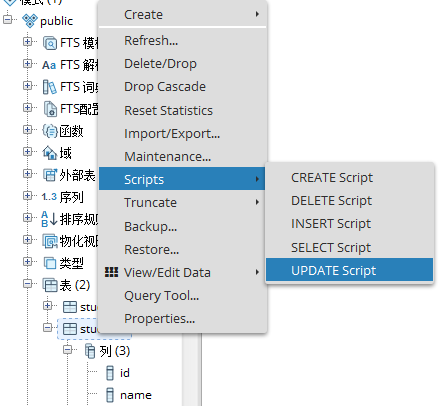 模式 (1)
public
FTS 模
FTS 解析
FTS 词典
FTS配置
函数
域
外部表
1..3 序列
排序规则
物化视图
类型
表 (2)
stu
stu
列 (3)
id
name
Create
Refresh...
Delete/Drop
Drop Cascade
Reset Statistics
Import/Export...
Maintenance...
Scripts
Truncate
Backup...
Restore...
View/Edit Data
Query Tool...
Properties...
CREATE Script
DELETE Script
INSERT Script
SELECT Script
UPDATE Script